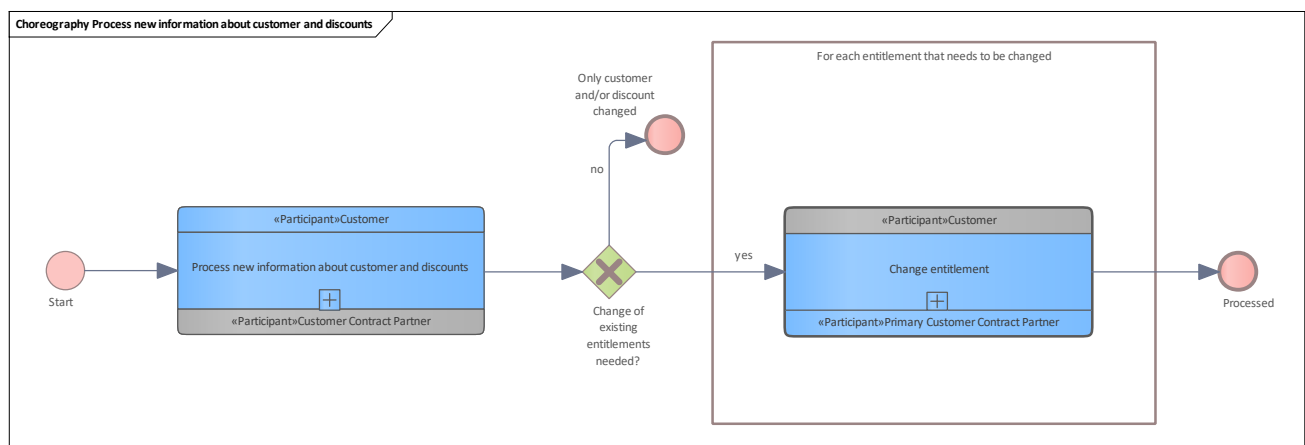 Choreography Process new information about customer and discounts
For each entitlement that needs to be changed
Only customer
and/or discount
changed
no
«Participant»Customer
Process new information about customer and discounts
«Participant»Customer Contract Partner
Start
Change of
existing
entitlements
needed?
yes
«Participant»Customer
Change entitlement
«Participant»Primary Customer Contract Partner
Processed